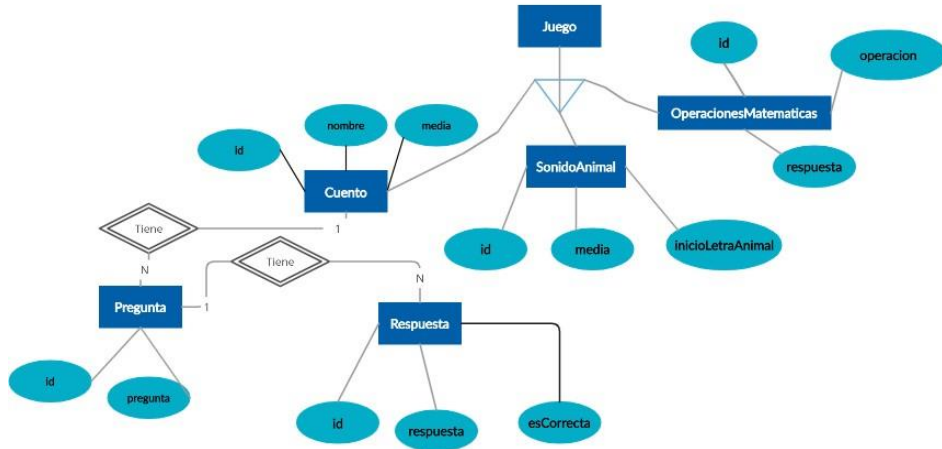 Juego
id
operacion
OperacionesMatematicas
respuesta
nombre
media
id
Cuento
SonidoAnimal
id
media
inicioLetraAnimal
Tiene
1
N
Tiene
1
N
Pregunta
id
pregunta
Respuesta
id
respuesta
esCorrecta